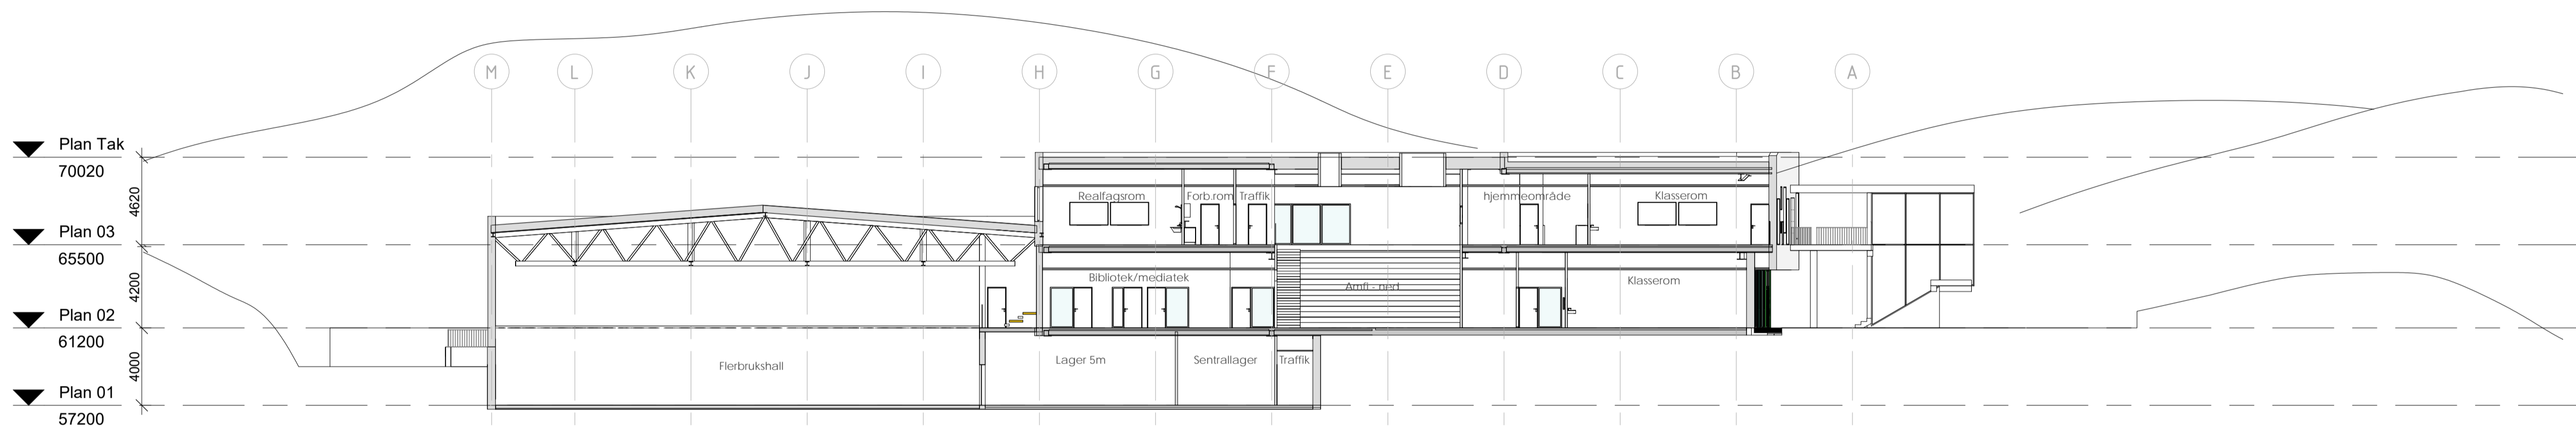 M L K J I H G F E D C B A
Plan Tak
70020
4620
Realfagsrom Forb.rom Traffik hjemmeområde Klasserom
Plan 03
65500
4200
Bibliotek/mediatek Amfi - ned Klasserom
Plan 02
61200
4000
Flerbrukshall Lager 5m Sentrallager Traffik
Plan 01
57200